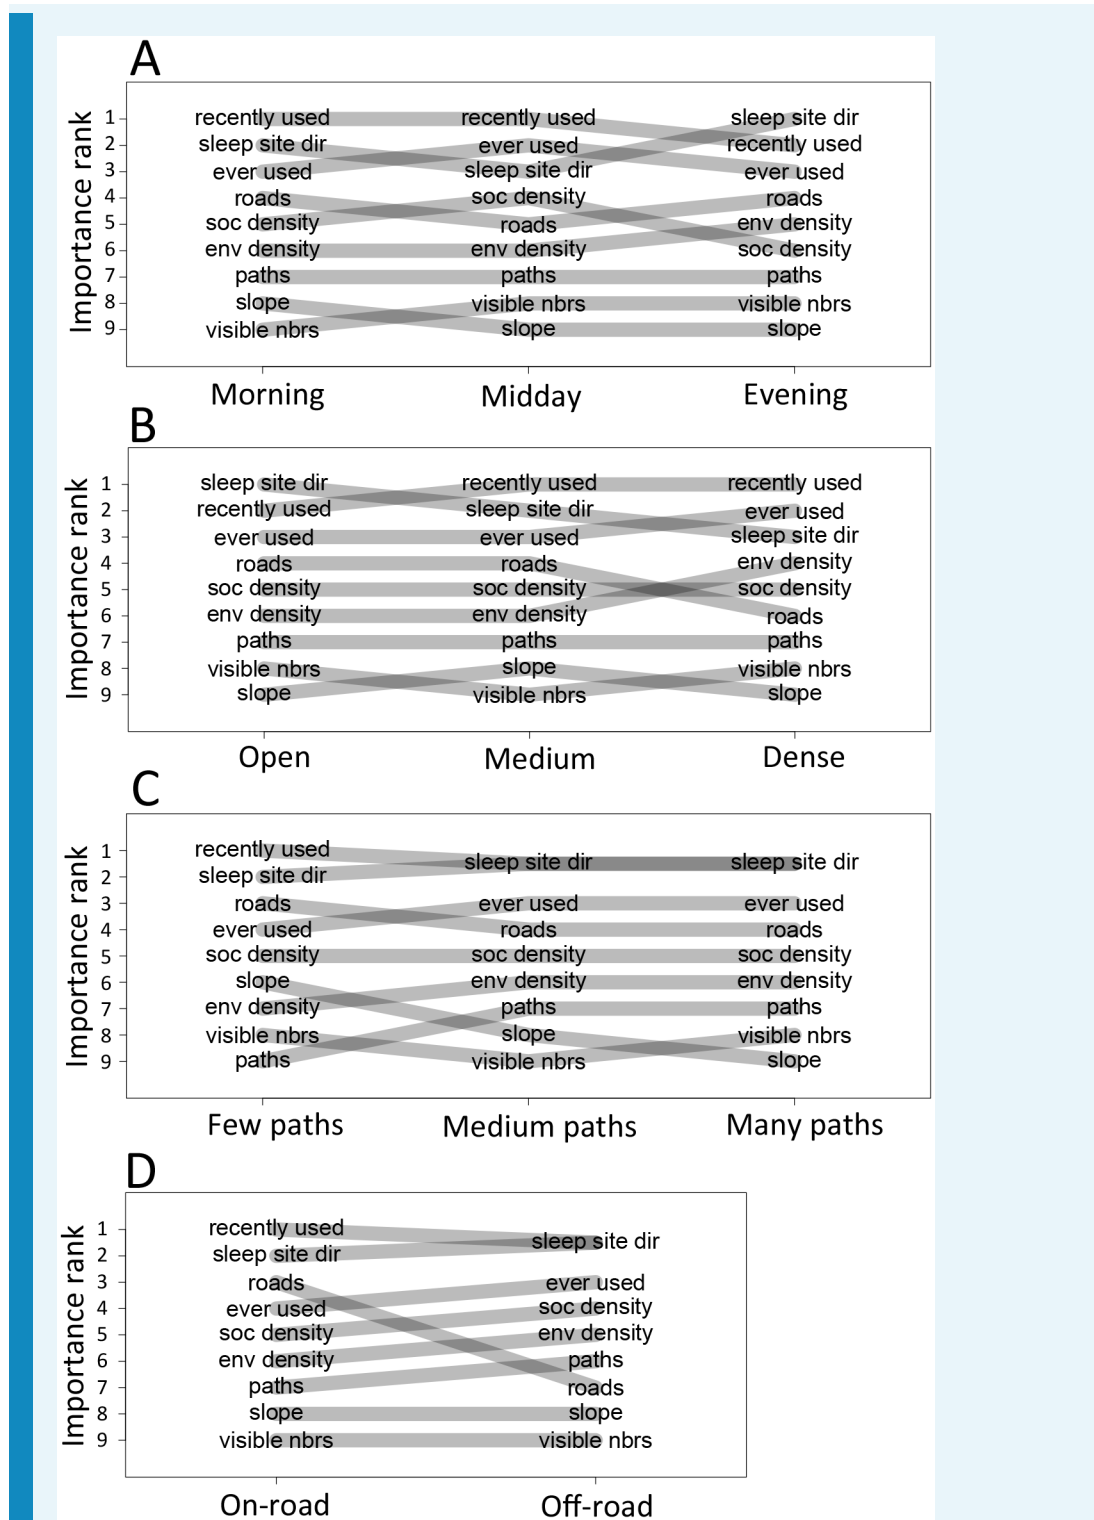 A
Importance rank
1 recently used recently used sleep site dir
2 sleep site dir ever used recently used
3 ever used sleep site dir ever used
4 roads soc density roads
5 soc density roads env density
6 env density env density soc density
7 paths paths paths
8 slope visible nbrs visible nbrs
9 visible nbrs slope slope
Morning Midday Evening
B
Importance rank
1 sleep site dir recently used recently used
2 recently used sleep site dir ever used
3 ever used ever used sleep site dir
4 roads roads env density
5 soc density soc density soc density
6 env density env density roads
7 paths paths paths
8 visible nbrs slope visible nbrs
9 slope visible nbrs slope
Open Medium Dense
C
Importance rank
1 recently used sleep site dir sleep site dir
2 sleep site dir
3 roads ever used ever used
4 ever used roads roads
5 soc density soc density soc density
6 slope env density env density
7 env density paths paths
8 visible nbrs slope visible nbrs
9 paths visible nbrs slope
Few paths Medium paths Many paths
D
Importance rank
1 recently used sleep site dir
2 sleep site dir
3 roads ever used
4 ever used soc density
5 soc density env density
6 env density paths
7 paths roads
8 slope slope
9 visible nbrs visible nbrs
On-road Off-road